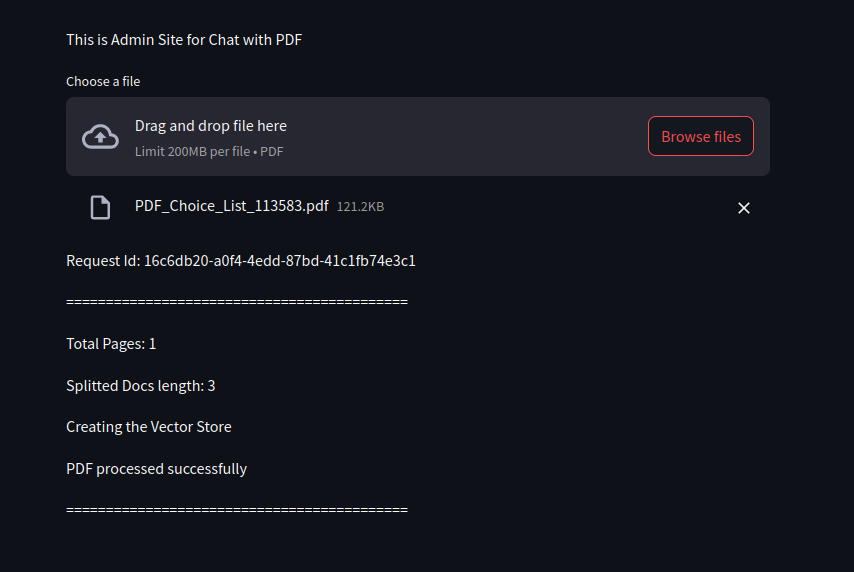 This is Admin Site for Chat with PDF
Choose a file
Drag and drop file here
Limit 200MB per file • PDF
Browse files
PDF_Choice_List_113583.pdf 121.2KB
Request Id: 16c6db20-a0f4-4edd-87bd-41c1fb74e3c1
===========================================
Total Pages: 1
Splitted Docs length: 3
Creating the Vector Store
PDF processed successfully
===========================================